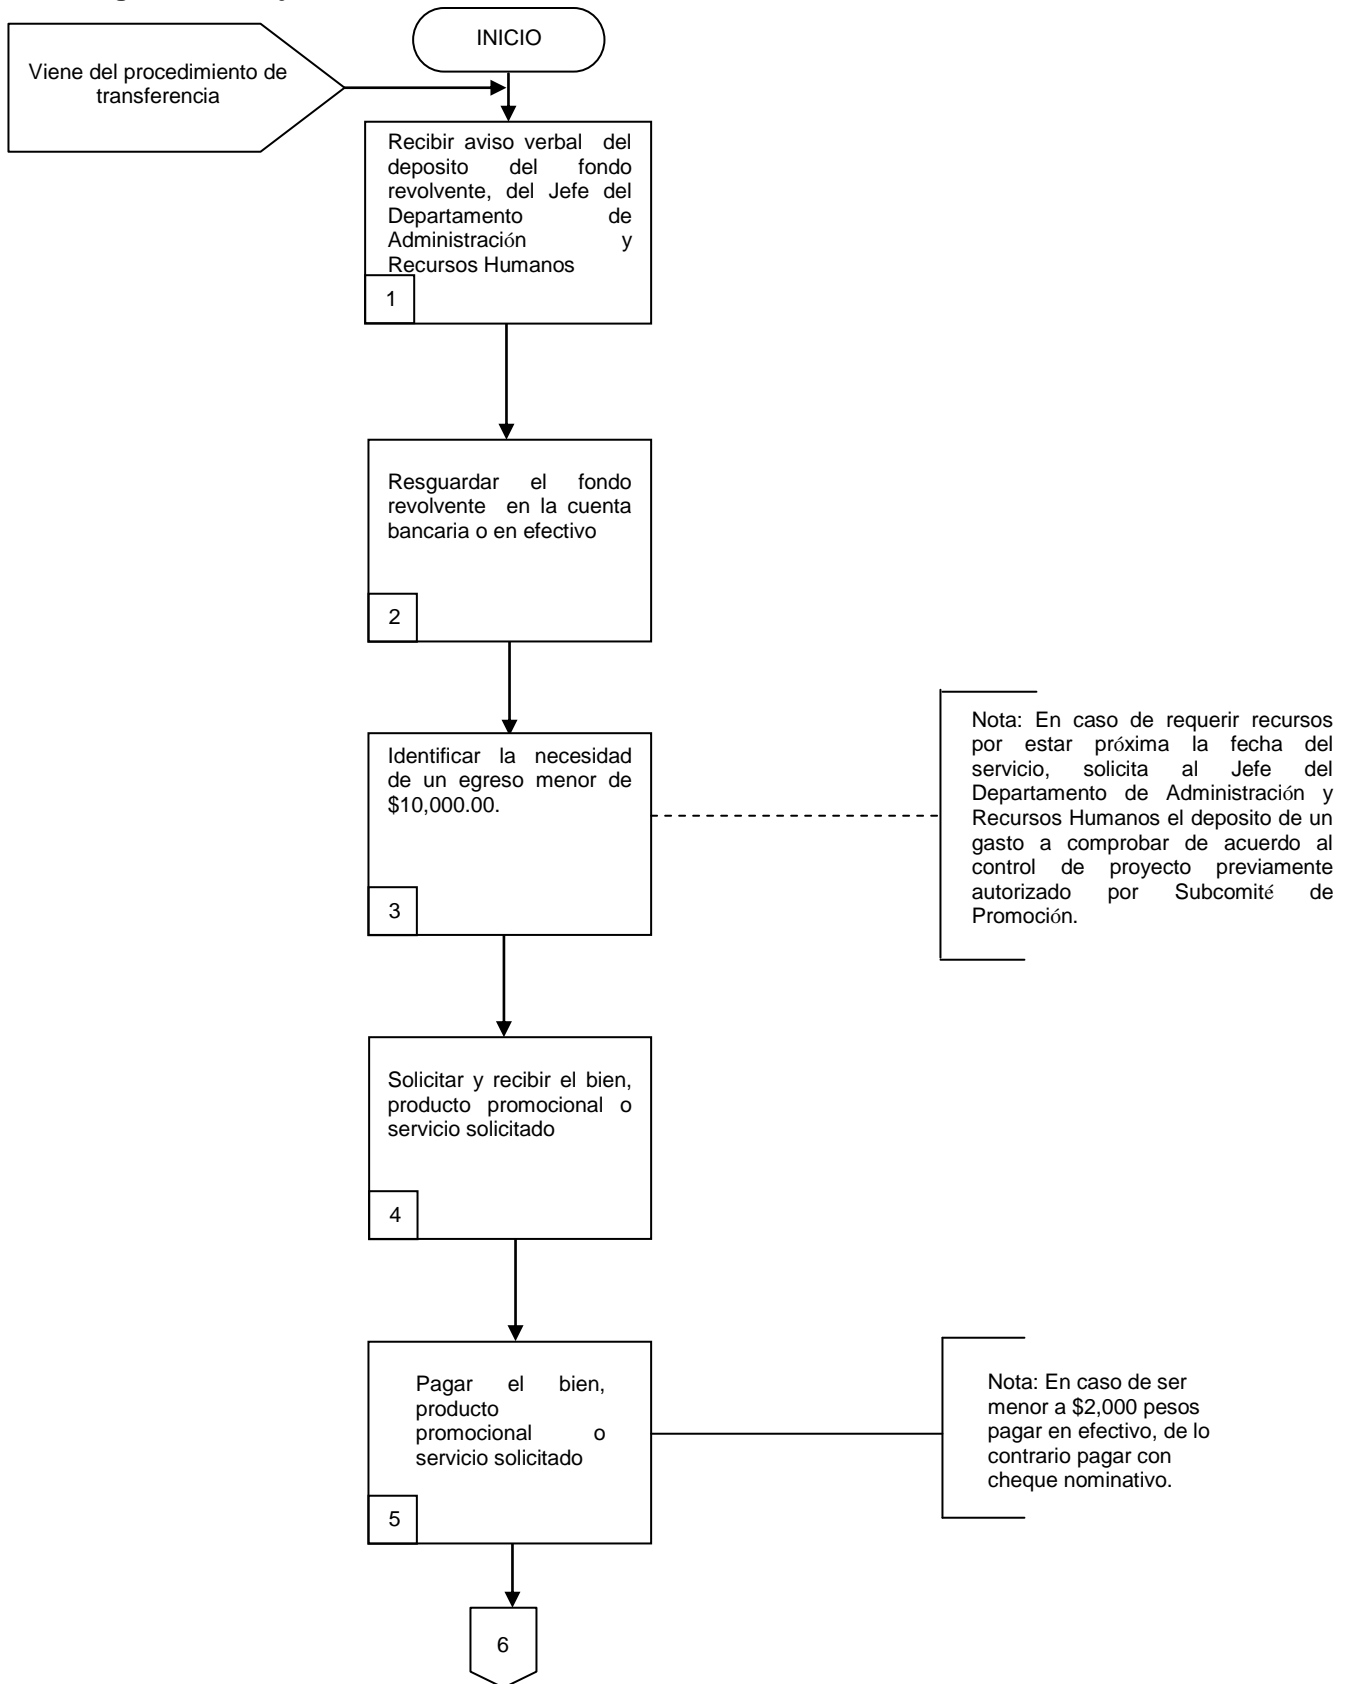 INICIO
Viene del procedimiento de
transferencia
Recibir aviso verbal del
deposito del fondo
revolvente, del Jefe del
Departamento de
Administración y
Recursos Humanos
1
Resguardar el fondo
revolvente en la cuenta
bancaria o en efectivo
2
Identificar la necesidad
de un egreso menor de
$10,000.00.
3
Nota: En caso de requerir recursos
por estar próxima la fecha del
servicio, solicita al Jefe del
Departamento de Administración y
Recursos Humanos el deposito de un
gasto a comprobar de acuerdo al
control de proyecto previamente
autorizado por Subcomité de
Promoción.
Solicitar y recibir el bien,
producto promocional o
servicio solicitado
4
Pagar el bien,
producto
promocional o
servicio solicitado
5
Nota: En caso de ser
menor a $2,000 pesos
pagar en efectivo, de lo
contrario pagar con
cheque nominativo.
6